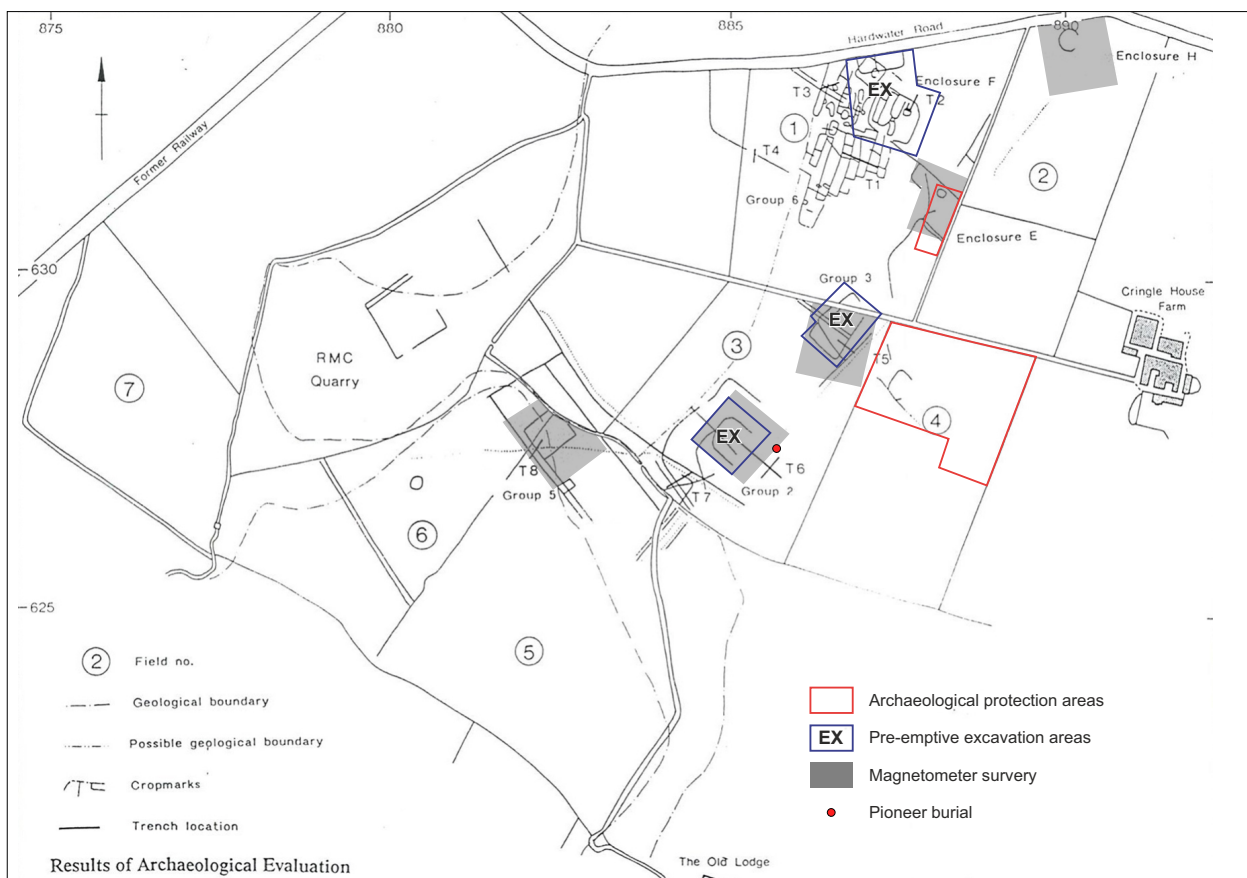 875
880
885
890
Hardwater Road
Enclosure H
Enclosure F
EX
T3
T2
1
T4
T1
2
Former Railway
Group 6
Enclosure E
630
Group 3
Cringle House
Farm
EX
RMC
Quarry
3
T5
7
4
EX
T8
T6
Group 5
T7
Group 2
6
625
5
2 Field no.
Geological boundary
Possible geological boundary
Cropmarks
Trench location
Archaeological protection areas
EX Pre-emptive excavation areas
Magnetometer survery
Pioneer burial
Results of Archaeological Evaluation
The Old Lodge